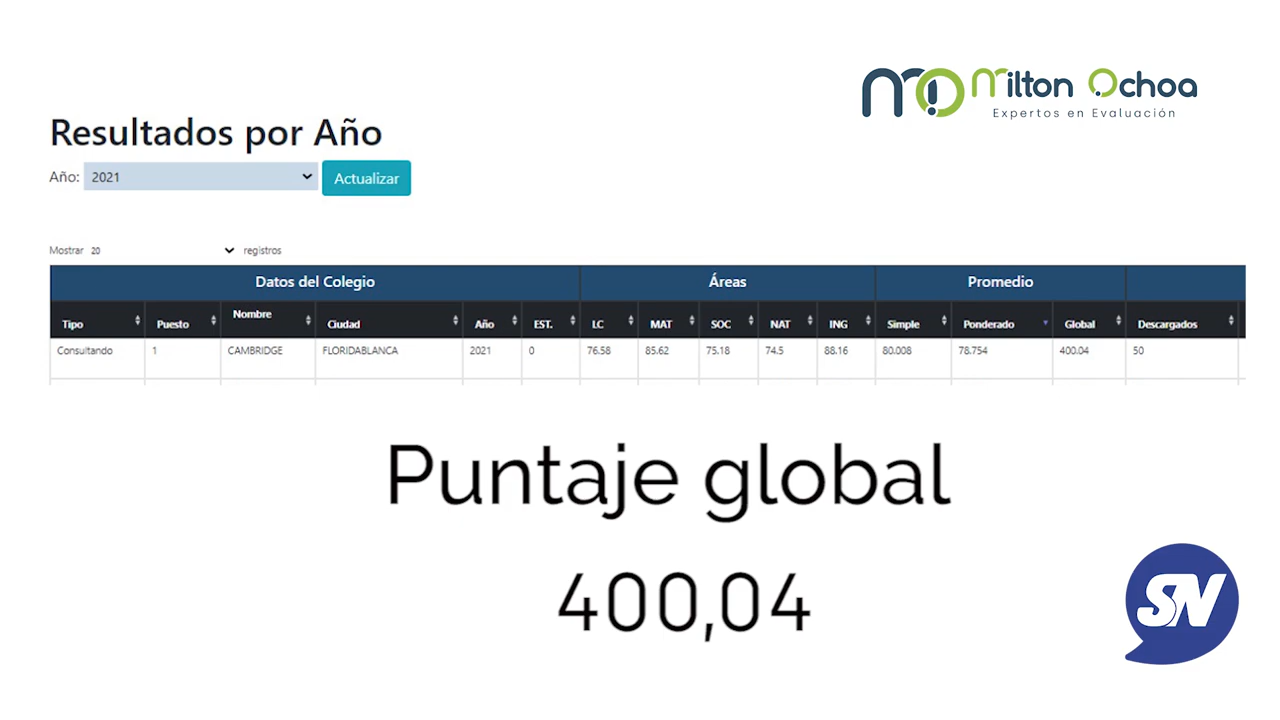 Milton Ochoa
Expertos en Evaluación
Resultados por Año
Año: 2021 Actualizar
Mostrar 20 registros
Datos del Colegio Áreas Promedio
Tipo Puesto Nombre Ciudad Año EST. LC MAT SOC NAT ING Simple Ponderado Global Descargados
Consultando 1 CAMBRIDGE FLORIDABLANCA 2021 0 76.58 85.62 75.18 74.5 88.16 80.008 78.754 400.04 50
Puntaje global
400,04
SN